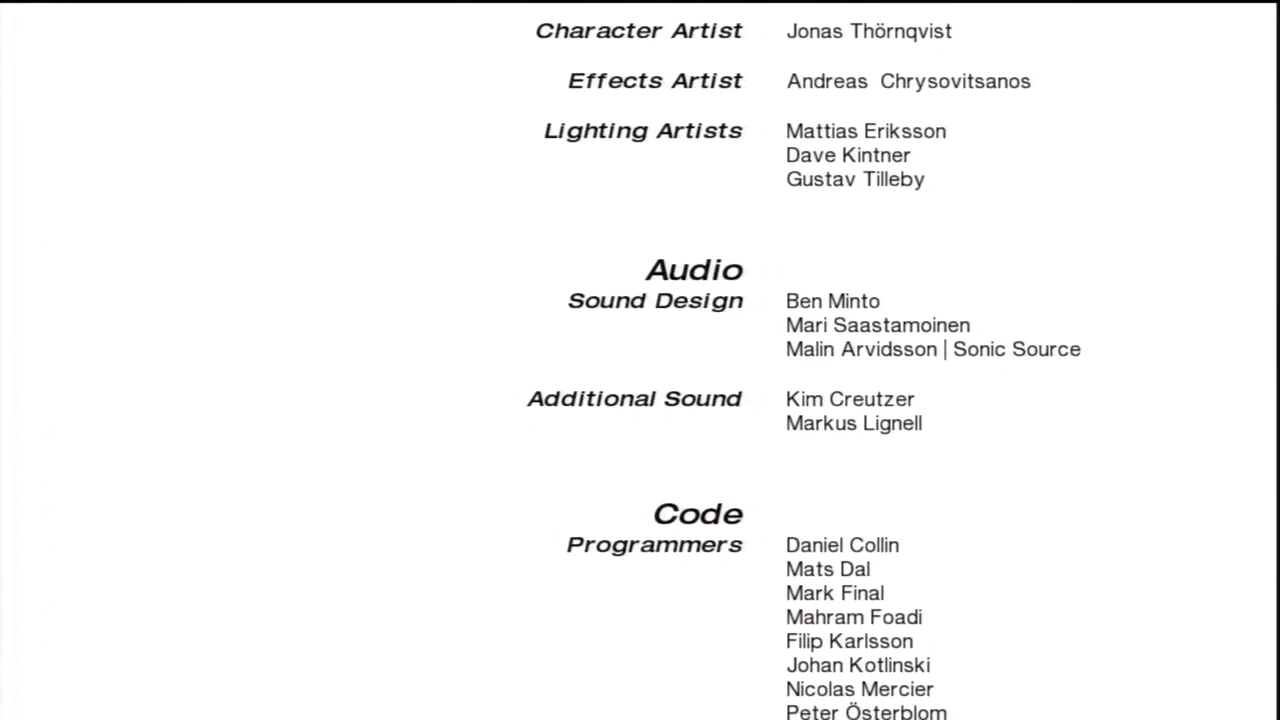 Character Artist Jonas Thörnqvist
Effects Artist Andreas Chrysovitsanos
Lighting Artists Mattias Eriksson
Dave Kintner
Gustav Tilleby
Audio
Sound Design Ben Minto
Mari Saastamoinen
Malin Arvidsson | Sonic Source
Additional Sound Kim Creutzer
Markus Lignell
Code
Programmers Daniel Collin
Mats Dal
Mark Final
Mahram Foadi
Filip Karlsson
Johan Kotlinski
Nicolas Mercier
Peter Österblom